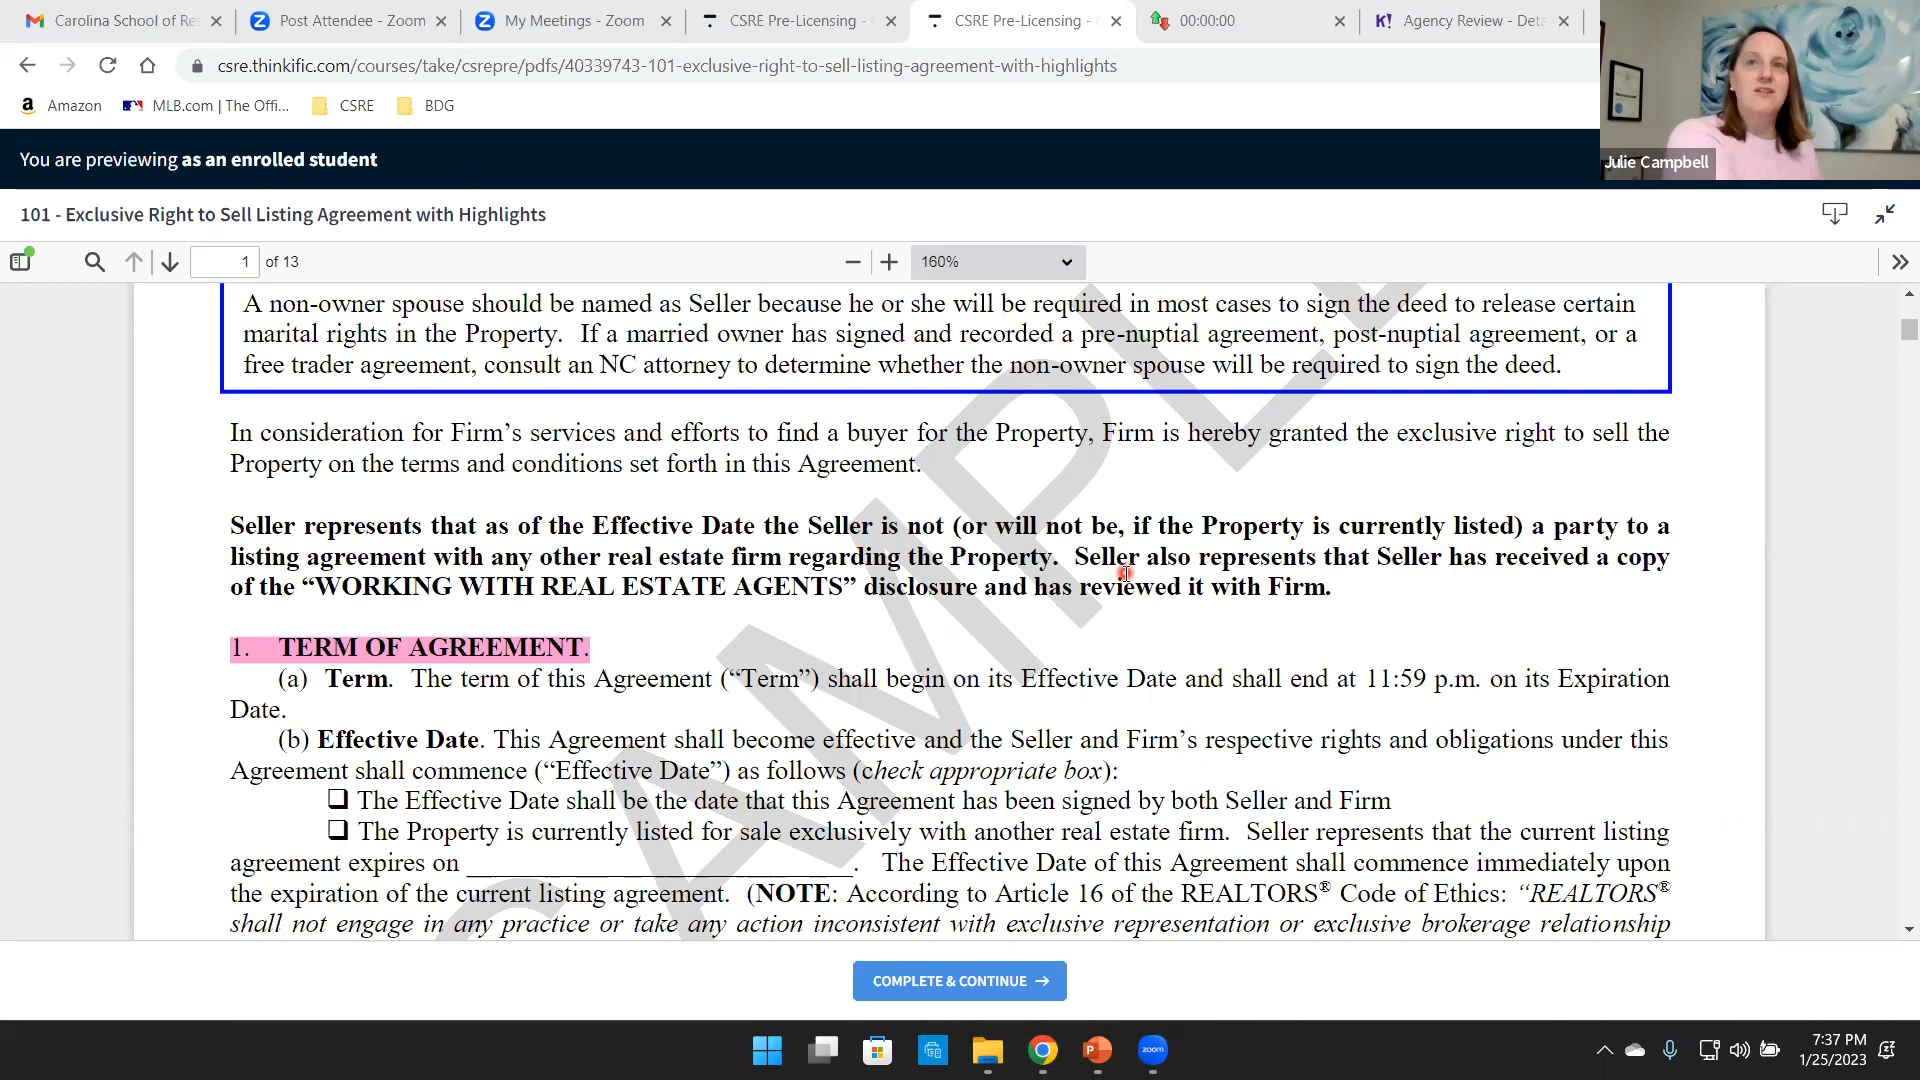 Carolina School of Re
Post Attendee - Zoom
My Meetings - Zoom
CSRE Pre-Licensing -
CSRE Pre-Licensing -
00:00:00
K! Agency Review - Deta
csre.thinkific.com/courses/take/csrepre/pdfs/40339743-101-exclusive-right-to-sell-listing-agreement-with-highlights
Amazon
MLB.com | The Offi...
CSRE
BDG
Julie Campbell
You are previewing as an enrolled student
101 - Exclusive Right to Sell Listing Agreement with Highlights
1 of 13
160%
A non-owner spouse should be named as Seller because he or she will be required in most cases to sign the deed to release certain
marital rights in the Property. If a married owner has signed and recorded a pre-nuptial agreement, post-nuptial agreement, or a
free trader agreement, consult an NC attorney to determine whether the non-owner spouse will be required to sign the deed.
In consideration for Firm's services and efforts to find a buyer for the Property, Firm is hereby granted the exclusive right to sell the
Property on the terms and conditions set forth in this Agreement.
Seller represents that as of the Effective Date the Seller is not (or will not be, if the Property is currently listed) a party to a
listing agreement with any other real estate firm regarding the Property. Seller also represents that Seller has received a copy
of the “WORKING WITH REAL ESTATE AGENTS” disclosure and has reviewed it with Firm.
1. TERM OF AGREEMENT.
(a) Term. The term of this Agreement (“Term”) shall begin on its Effective Date and shall end at 11:59 p.m. on its Expiration
Date.
(b) Effective Date. This Agreement shall become effective and the Seller and Firm's respective rights and obligations under this
Agreement shall commence (“Effective Date”) as follows (check appropriate box):
❑ The Effective Date shall be the date that this Agreement has been signed by both Seller and Firm
❑ The Property is currently listed for sale exclusively with another real estate firm. Seller represents that the current listing
agreement expires on ______________________________. The Effective Date of this Agreement shall commence immediately upon
the expiration of the current listing agreement. (NOTE: According to Article 16 of the REALTORS® Code of Ethics: “REALTORS®
shall not engage in any practice or take any action inconsistent with exclusive representation or exclusive brokerage relationship
COMPLETE & CONTINUE →
zoom
7:37 PM
1/25/2023